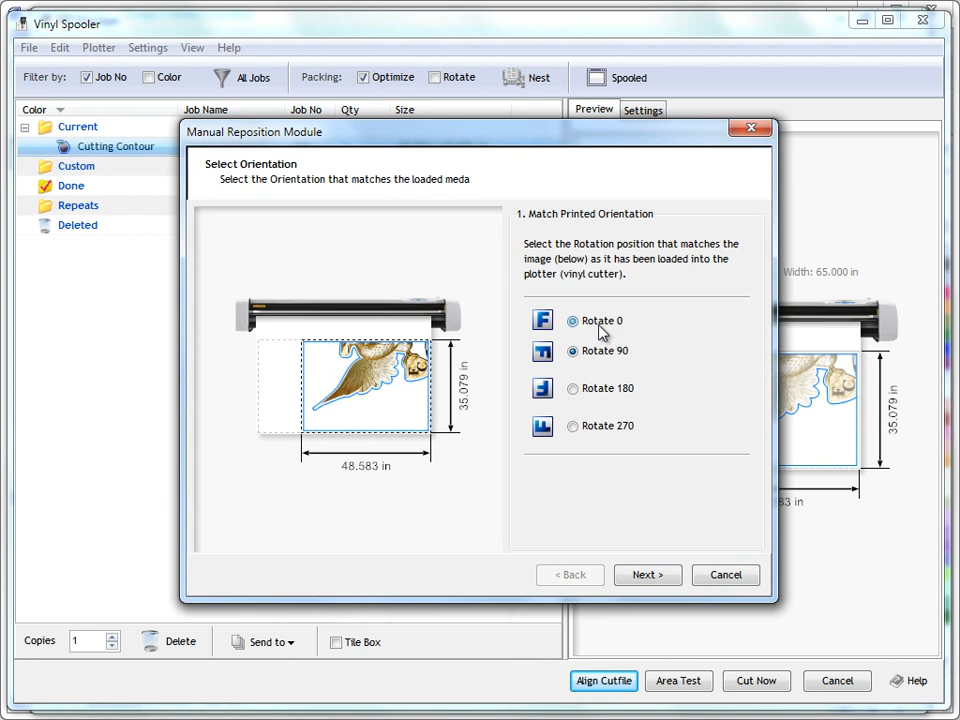 Vinyl Spooler
File Edit Plotter Settings View Help
Filter by: Job No Color All Jobs Packing: Optimize Rotate Nest Spooled
Color Job Name Job No Qty Size
Preview Settings
Current
Cutting Contour
Custom
Done
Repeats
Deleted
Manual Reposition Module
Select Orientation
Select the Orientation that matches the loaded meda
1. Match Printed Orientation
Select the Rotation position that matches the
image (below) as it has been loaded into the
plotter (vinyl cutter).
F Rotate 0
F Rotate 90
F Rotate 180
F Rotate 270
35.079 in
48.583 in
< Back Next > Cancel
Width: 65.000 in
35.079 in
83 in
Copies 1 Delete Send to Tile Box
Align Cutfile Area Test Cut Now Cancel Help